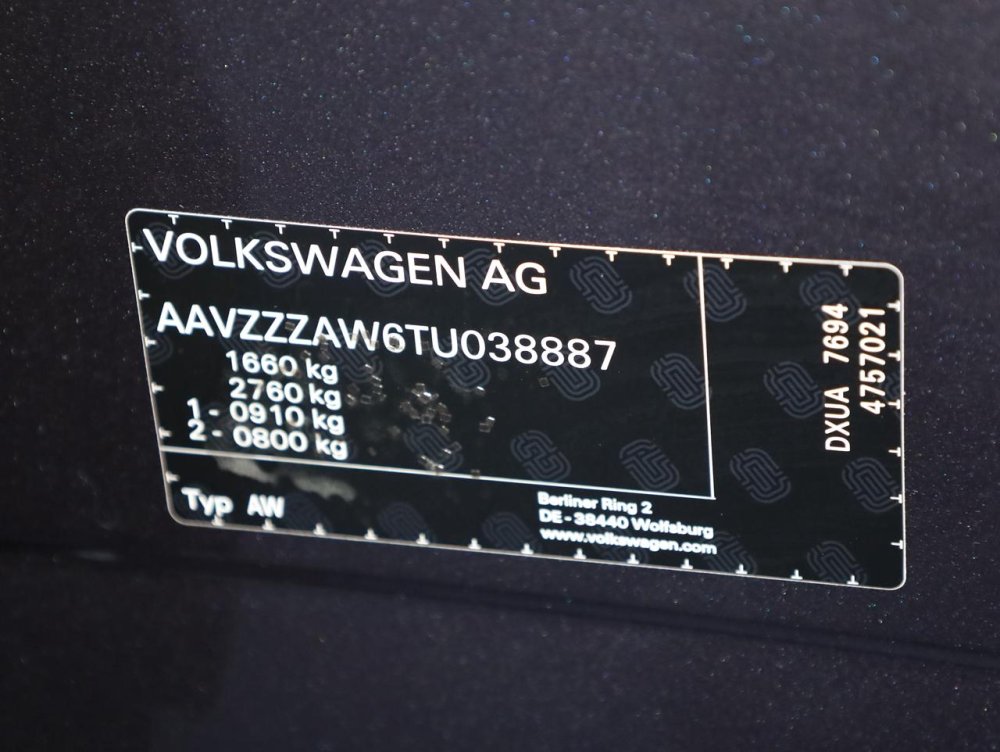 VOLKSWAGEN AG
AAVZZZAW6TU038887
1660 kg
2760 kg
1 - 0910 kg
2 - 0800 kg
Typ AW
Berliner Ring 2
DE - 38440 Wolfsburg
www.volkswagen.com
DXUA 7694
4757021